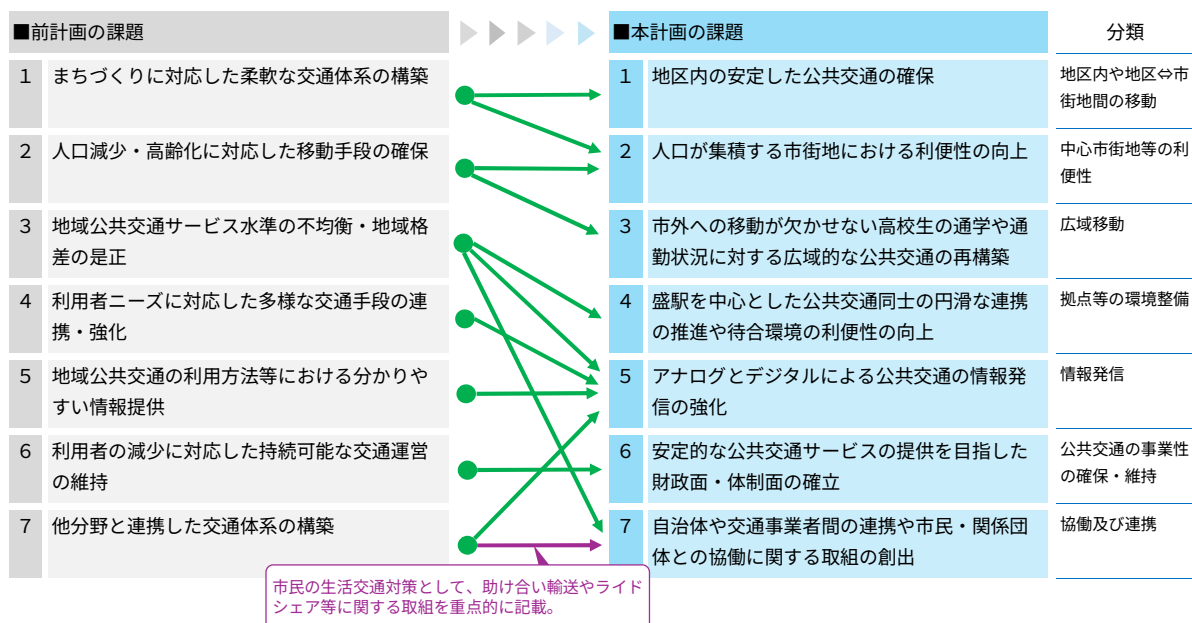 ■前計画の課題
■本計画の課題
分類
1
まちづくりに対応した柔軟な交通体系の構築
1
地区内の安定した公共交通の確保
地区内や地区⇔市
街地間の移動
2
人口減少・高齢化に対応した移動手段の確保
2
人口が集積する市街地における利便性の向上
中心市街地等の利
便性
3
地域公共交通サービス水準の不均衡・地域格
差の是正
3
市外への移動が欠かせない高校生の通学や通
勤状況に対する広域的な公共交通の再構築
広域移動
4
利用者ニーズに対応した多様な交通手段の連
携・強化
4
盛駅を中心とした公共交通同士の円滑な連携
の推進や待合環境の利便性の向上
拠点等の環境整備
5
地域公共交通の利用方法等における分かりや
すい情報提供
5
アナログとデジタルによる公共交通の情報発
信の強化
情報発信
6
利用者の減少に対応した持続可能な交通運営
の維持
6
安定的な公共交通サービスの提供を目指した
財政面・体制面の確立
公共交通の事業性
の確保・維持
7
他分野と連携した交通体系の構築
7
自治体や交通事業者間の連携や市民・関係団
体との協働に関する取組の創出
協働及び連携
市民の生活交通対策として、助け合い輸送やライド
シェア等に関する取組を重点的に記載。